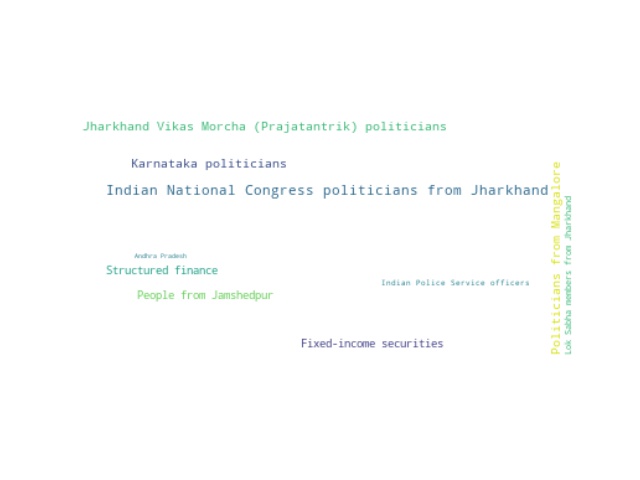 Jharkhand Vikas Morcha (Prajatantrik) politicians
Karnataka politicians
Indian National Congress politicians from Jharkhand
Andhra Pradesh
Structured finance
Indian Police Service officers
People from Jamshedpur
Fixed-income securities
Politicians from Mangalore
Lok Sabha members from Jharkhand